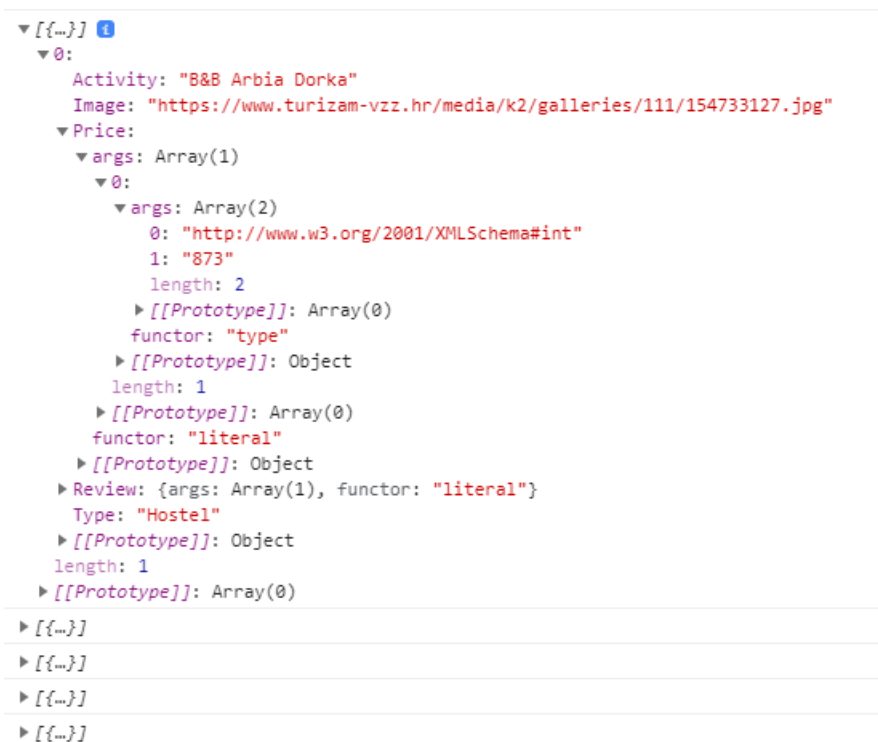 ▼[{…}] i
▼0:
Activity: "B&B Arbia Dorka"
Image: "https://www.turizam-vzz.hr/media/k2/galleries/111/154733127.jpg"
▼Price:
▼args: Array(1)
▼0:
▼args: Array(2)
0: "http://www.w3.org/2001/XMLSchema#int"
1: "873"
length: 2
▶[[Prototype]]: Array(0)
functor: "type"
▶[[Prototype]]: Object
length: 1
▶[[Prototype]]: Array(0)
functor: "literal"
▶[[Prototype]]: Object
▶Review: {args: Array(1), functor: "literal"}
Type: "Hostel"
▶[[Prototype]]: Object
length: 1
▶[[Prototype]]: Array(0)
▶[{…}]
▶[{…}]
▶[{…}]
▶[{…}]